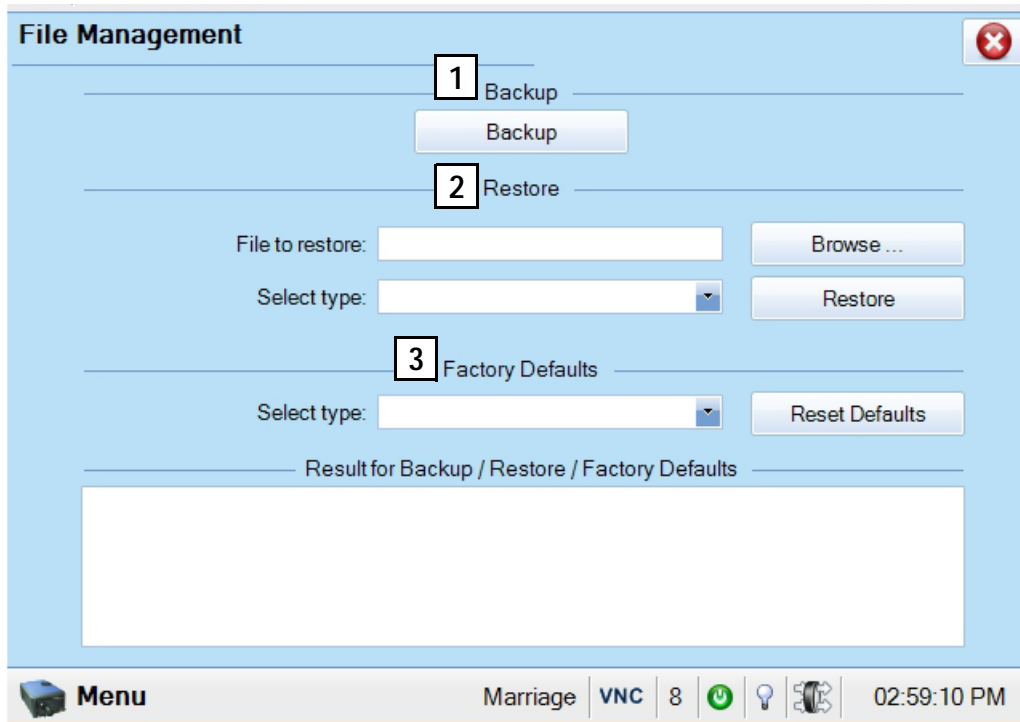 File Management
1 Backup
Backup
2 Restore
File to restore: Browse ...
Select type: Restore
3 Factory Defaults
Select type: Reset Defaults
Result for Backup / Restore / Factory Defaults
Menu Marriage VNC 8 02:59:10 PM